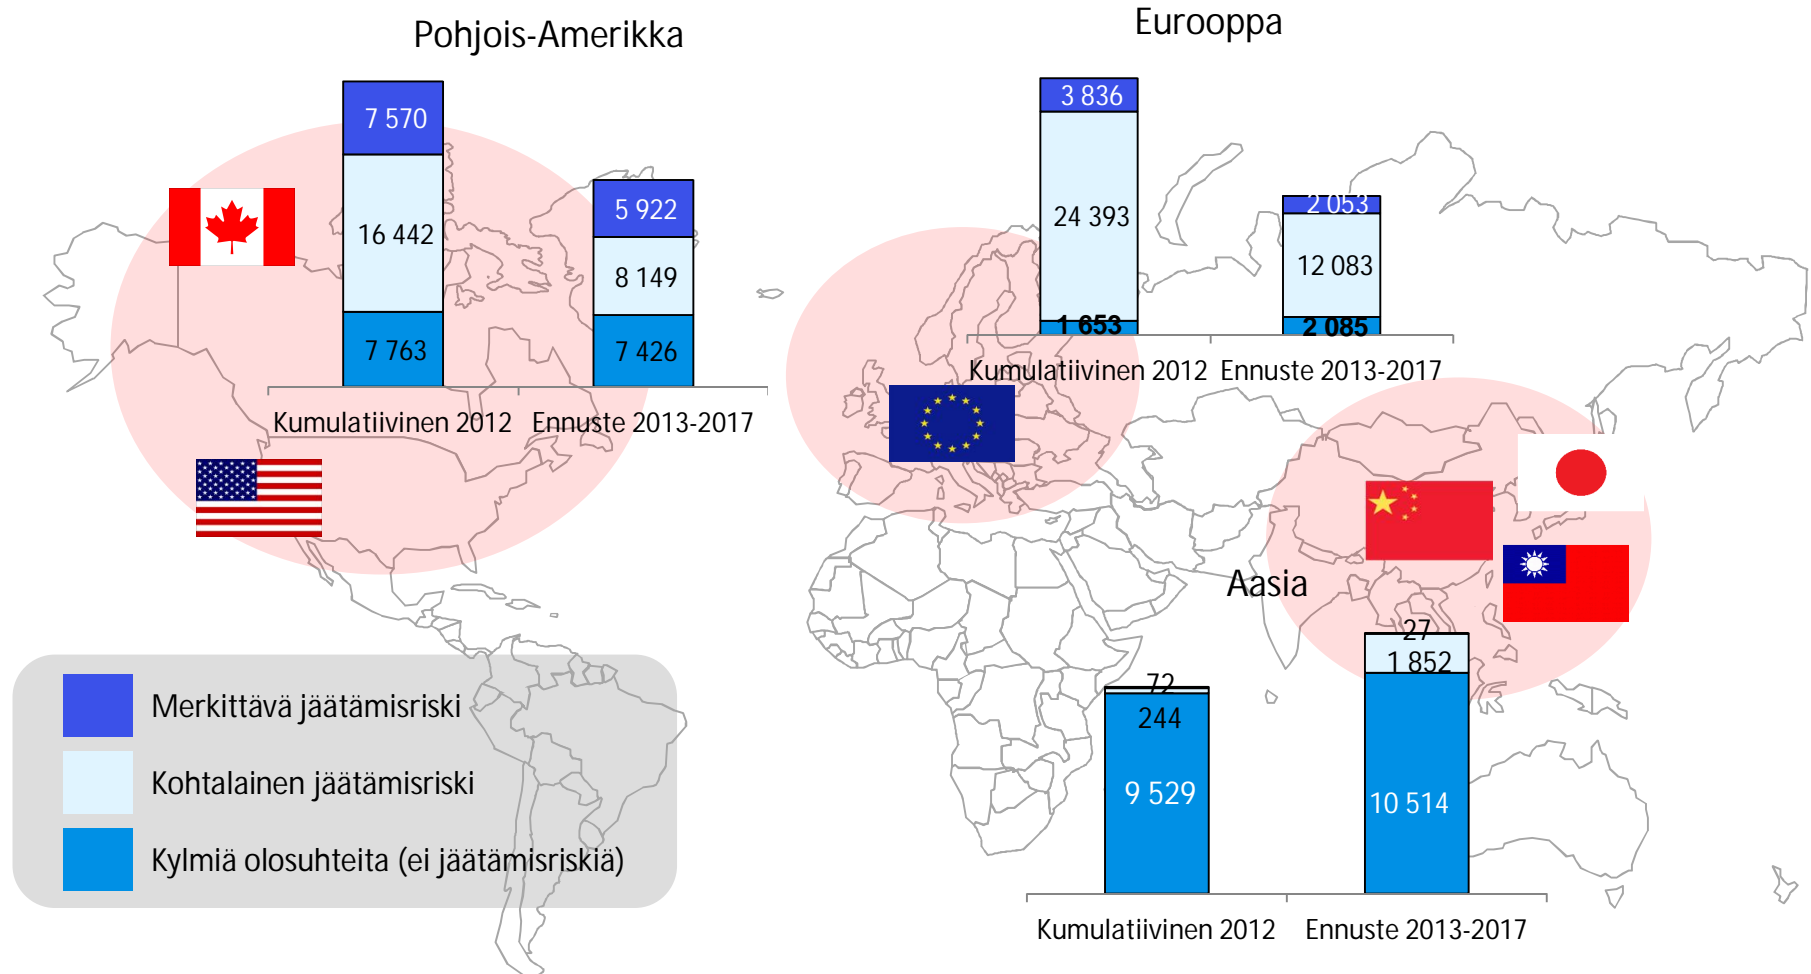 Pohjois-Amerikka
7 570
16 442
7 763
5 922
8 149
7 426
Kumulatiivinen 2012
Ennuste 2013-2017
Eurooppa
3 836
24 393
1 653
2 053
12 083
2 085
Kumulatiivinen 2012
Ennuste 2013-2017
Aasia
72
244
9 529
27
1 852
10 514
Kumulatiivinen 2012
Ennuste 2013-2017
Merkittävä jäätämisriski
Kohtalainen jäätämisriski
Kylmiä olosuhteita (ei jäätämisriskiä)